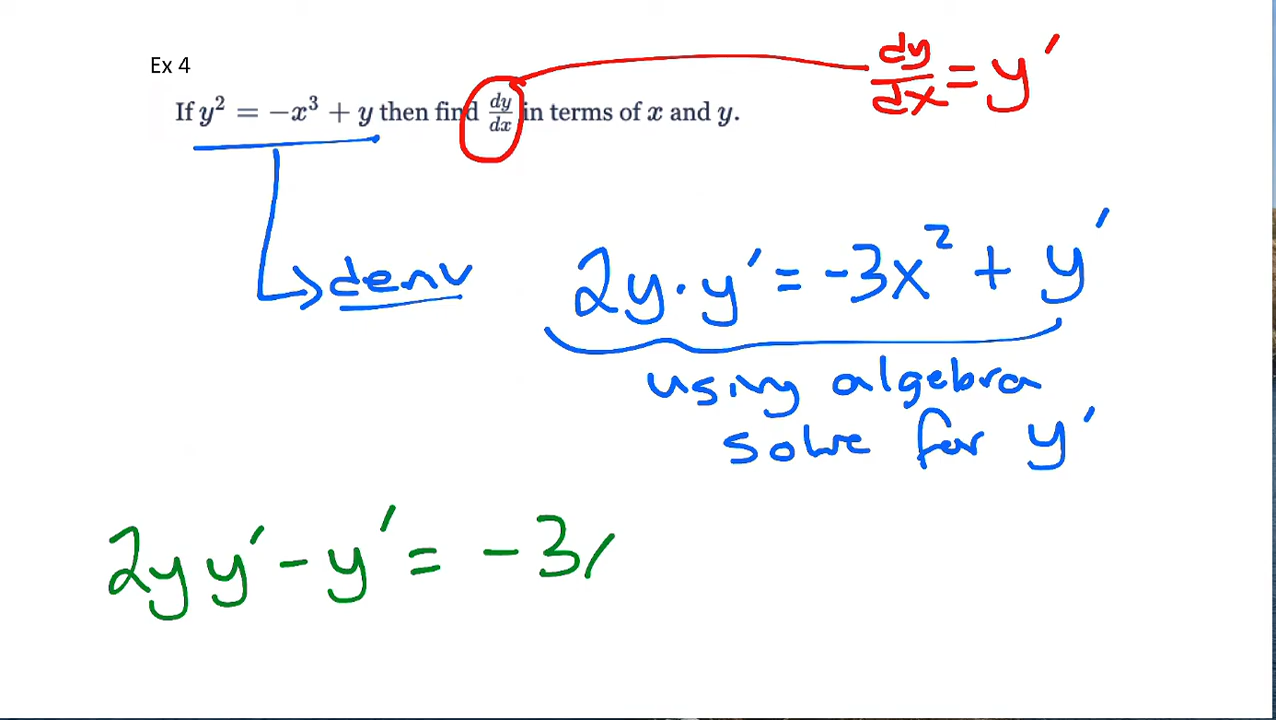 Ex 4
dy/dx = y′
If y² = −x³ + y then find dy/dx in terms of x and y.
deriv
2y · y′ = −3x² + y′
using algebra
solve for y′
2y y′ − y′ = −3